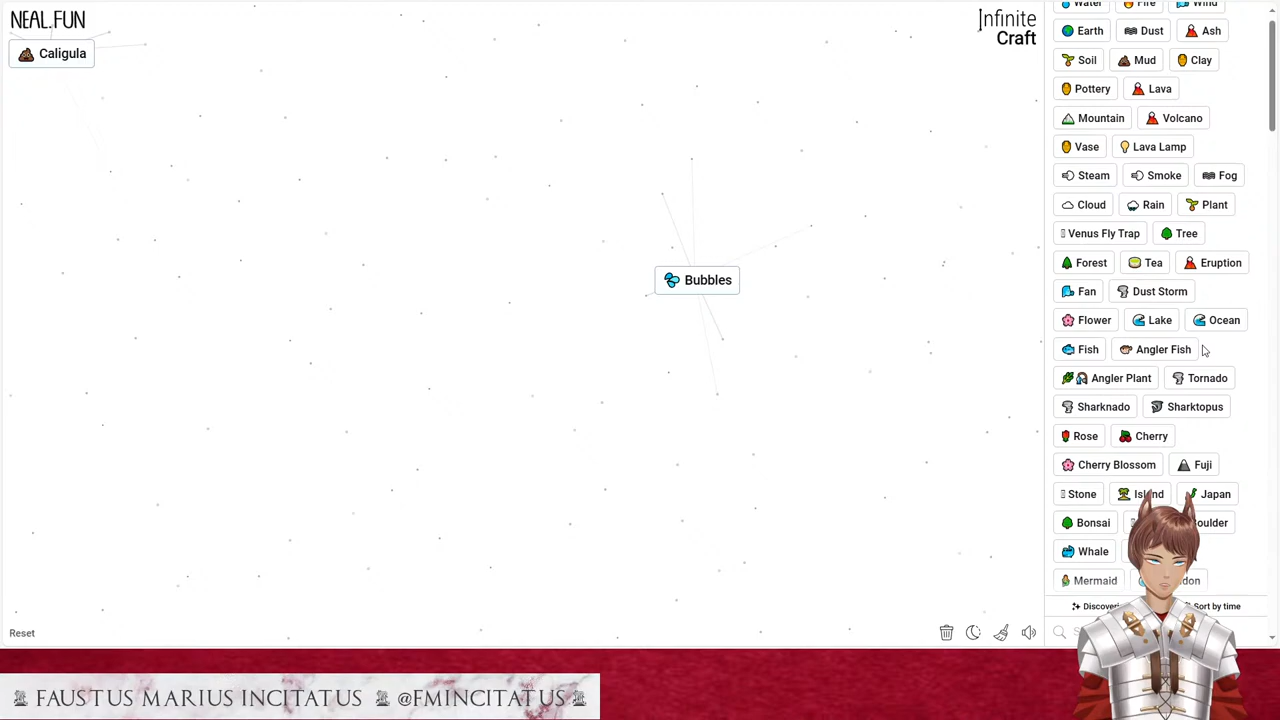 NEAL.FUN
Infinite
Craft
Caligula
Bubbles
Water Fire Wind
Earth Dust Ash
Soil Mud Clay
Pottery Lava
Mountain Volcano
Vase Lava Lamp
Steam Smoke Fog
Cloud Rain Plant
Venus Fly Trap Tree
Forest Tea Eruption
Fan Dust Storm
Flower Lake Ocean
Fish Angler Fish
Angler Plant Tornado
Sharknado Sharktopus
Rose Cherry
Cherry Blossom Fuji
Stone Island Japan
Bonsai
Whale
Mermaid
Sort by time
Reset
FAUSTUS MARIUS INCITATUS @FMINCITATUS